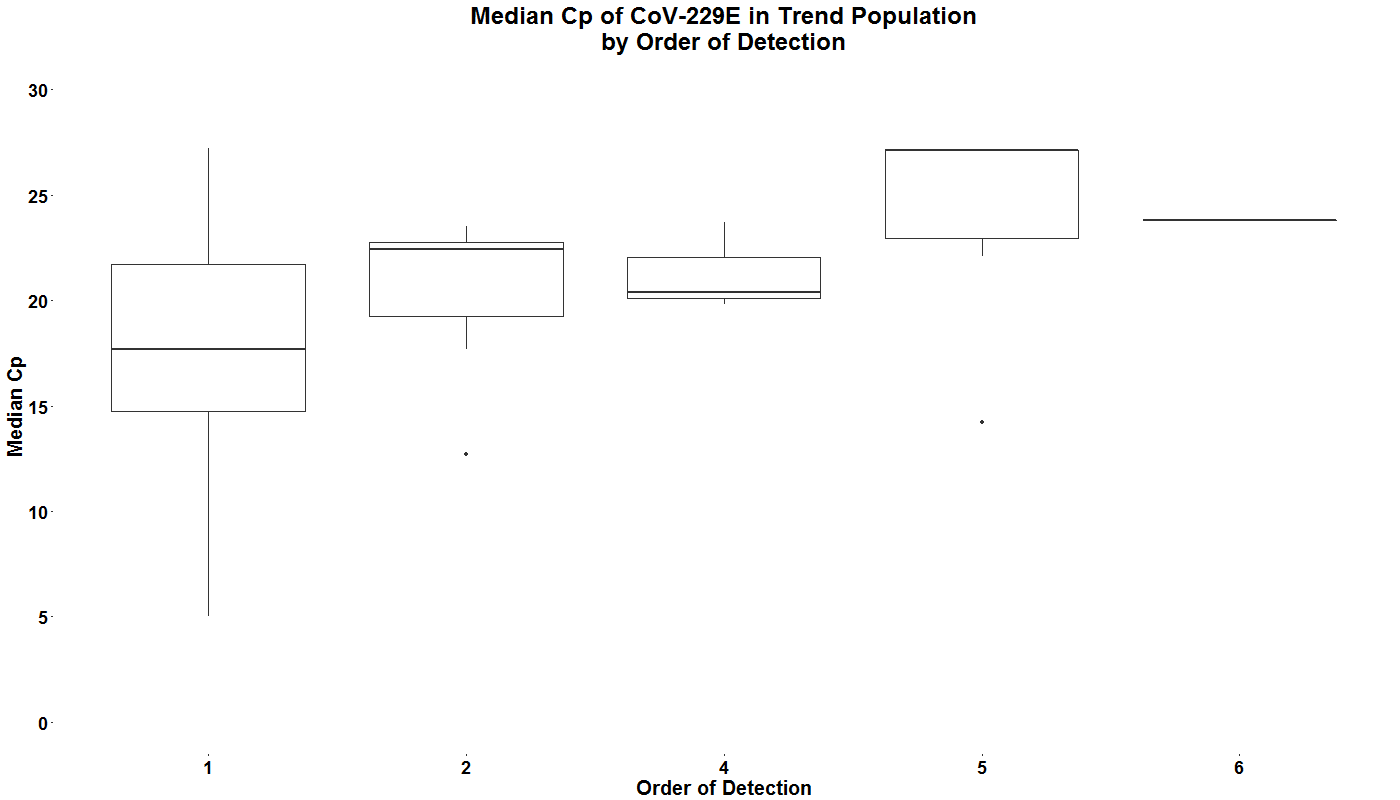 Median Cp of CoV-229E in Trend Population
by Order of Detection
30
25
20
15
10
5
0
Median Cp
1 2 4 5 6
Order of Detection